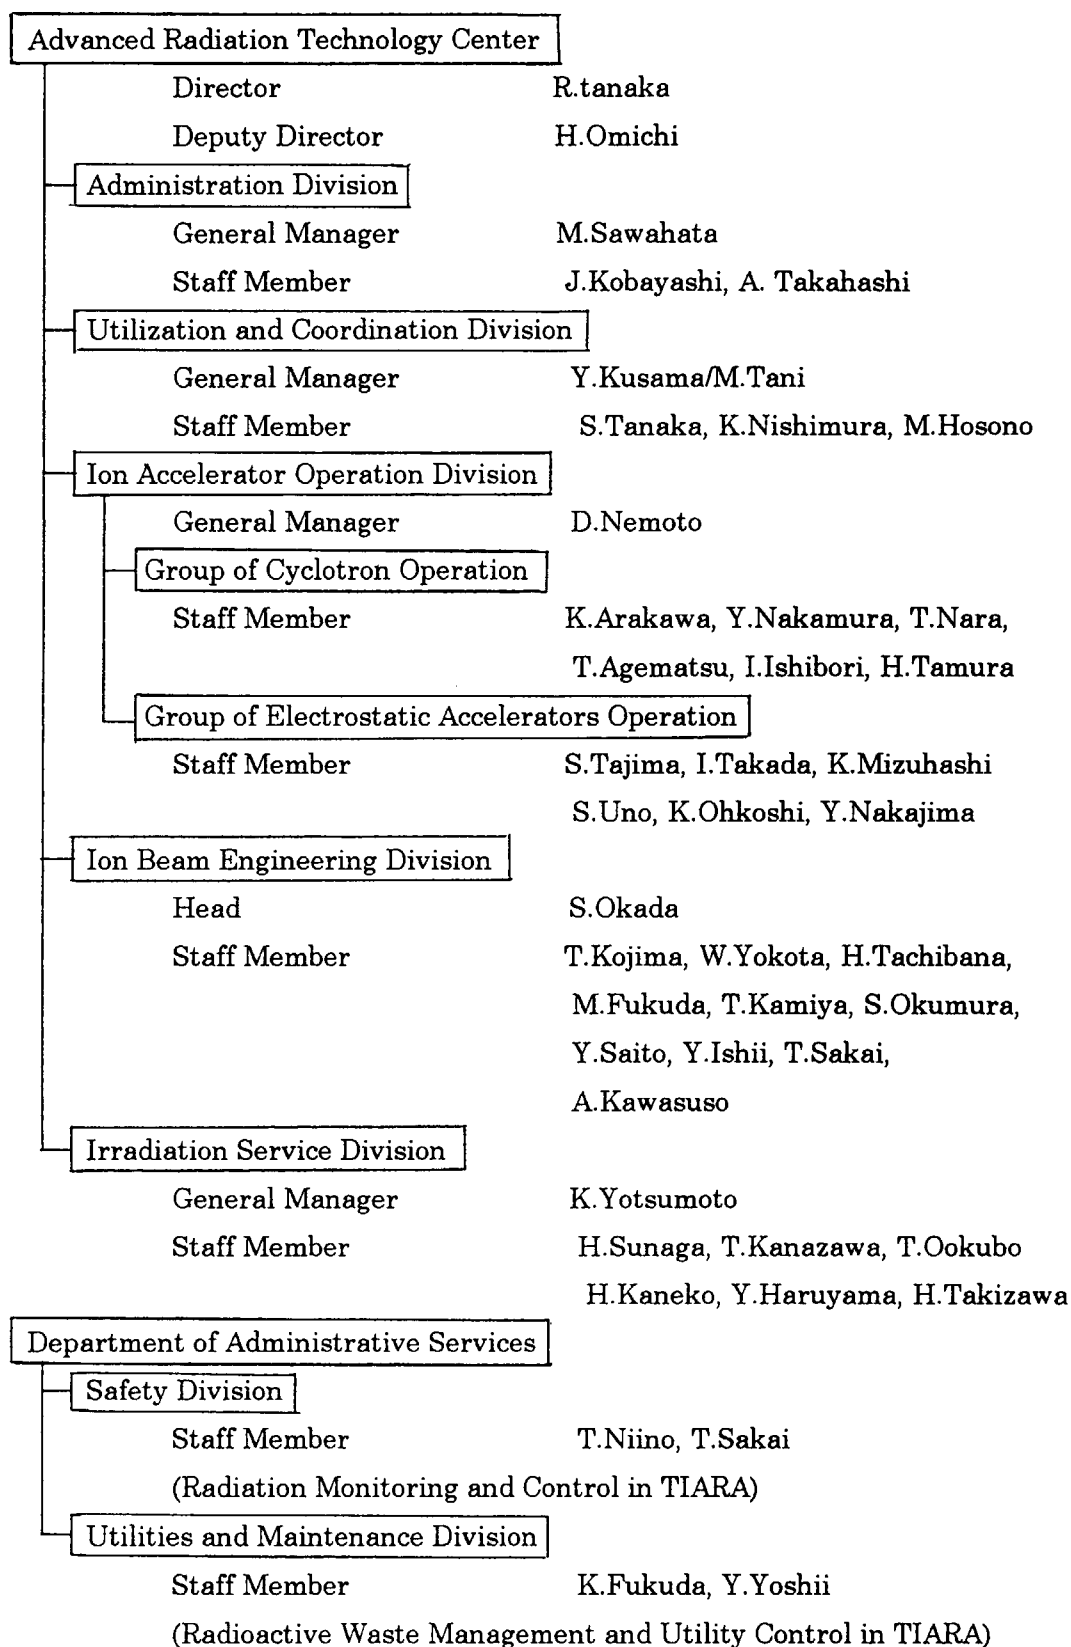 Advanced Radiation Technology Center
Director R.tanaka
Deputy Director H.Omichi
Administration Division
General Manager M.Sawahata
Staff Member J.Kobayashi, A. Takahashi
Utilization and Coordination Division
General Manager Y.Kusama/M.Tani
Staff Member S.Tanaka, K.Nishimura, M.Hosono
Ion Accelerator Operation Division
General Manager D.Nemoto
Group of Cyclotron Operation
Staff Member K.Arakawa, Y.Nakamura, T.Nara,
T.Agematsu, I.Ishibori, H.Tamura
Group of Electrostatic Accelerators Operation
Staff Member S.Tajima, I.Takada, K.Mizuhashi
S.Uno, K.Ohkoshi, Y.Nakajima
Ion Beam Engineering Division
Head S.Okada
Staff Member T.Kojima, W.Yokota, H.Tachibana,
M.Fukuda, T.Kamiya, S.Okumura,
Y.Saito, Y.Ishii, T.Sakai,
A.Kawasuso
Irradiation Service Division
General Manager K.Yotsumoto
Staff Member H.Sunaga, T.Kanazawa, T.Ookubo
H.Kaneko, Y.Haruyama, H.Takizawa
Department of Administrative Services
Safety Division
Staff Member T.Niino, T.Sakai
(Radiation Monitoring and Control in TIARA)
Utilities and Maintenance Division
Staff Member K.Fukuda, Y.Yoshii
(Radioactive Waste Management and Utility Control in TIARA)